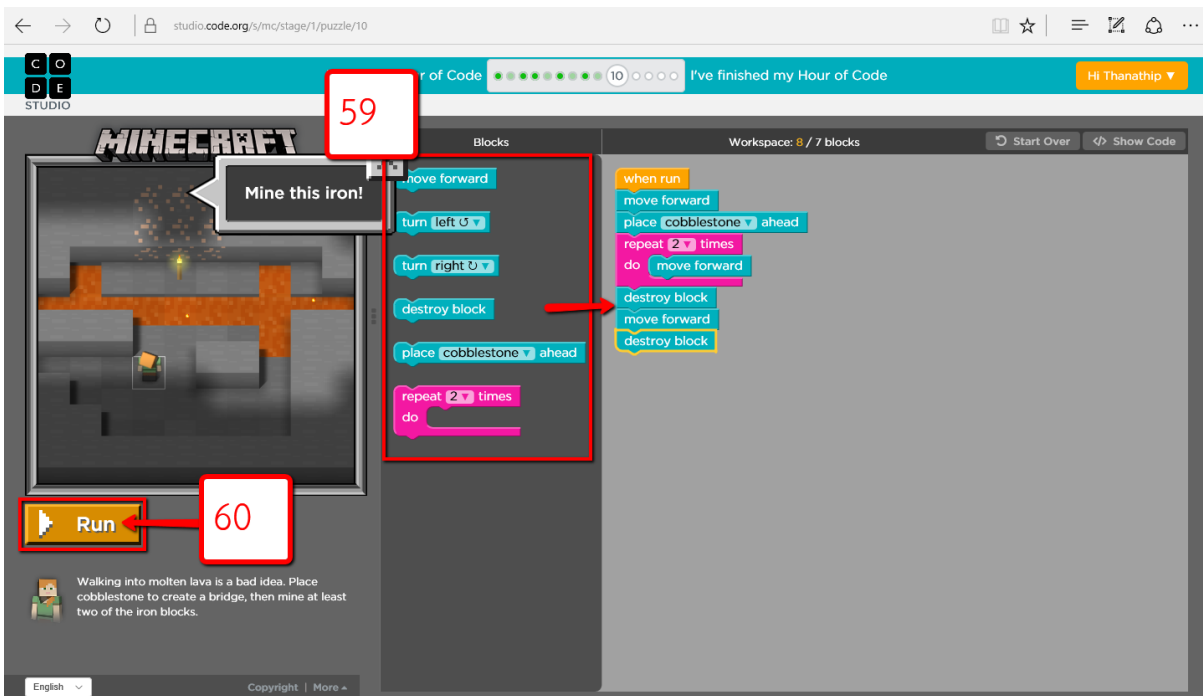 studio.code.org/s/mc/stage/1/puzzle/10
C O
D E
STUDIO
r of Code
10
I've finished my Hour of Code
Hi Thanathip ▼
59
MINECRAFT
Mine this iron!
Blocks
Workspace: 8 / 7 blocks
Start Over
</> Show Code
move forward
turn left ↺ ▼
turn right ↻ ▼
destroy block
place cobblestone ▼ ahead
repeat 2 ▼ times
do
when run
move forward
place cobblestone ▼ ahead
repeat 2 ▼ times
do move forward
destroy block
move forward
destroy block
Run
60
Walking into molten lava is a bad idea. Place
cobblestone to create a bridge, then mine at least
two of the iron blocks.
English
Copyright | More